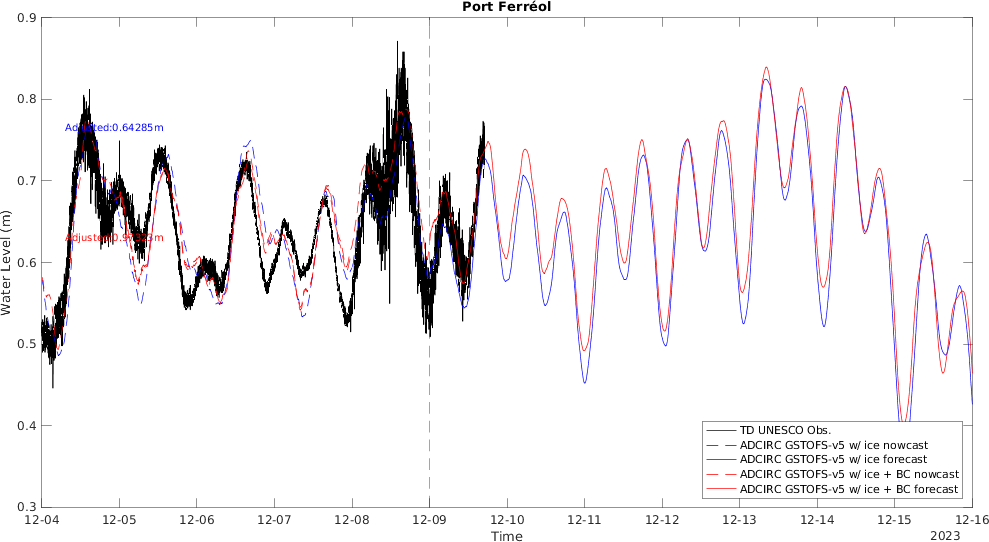 Port Ferréol
0.9
0.8
0.7
0.6
0.5
0.4
0.3
Water Level (m)
Adjusted:0.64285m
TD UNESCO Obs.
ADCIRC GSTOFS-v5 w/ ice nowcast
ADCIRC GSTOFS-v5 w/ ice forecast
ADCIRC GSTOFS-v5 w/ ice + BC nowcast
ADCIRC GSTOFS-v5 w/ ice + BC forecast
12-04 12-05 12-06 12-07 12-08 12-09 12-10 12-11 12-12 12-13 12-14 12-15 12-16
Time
2023